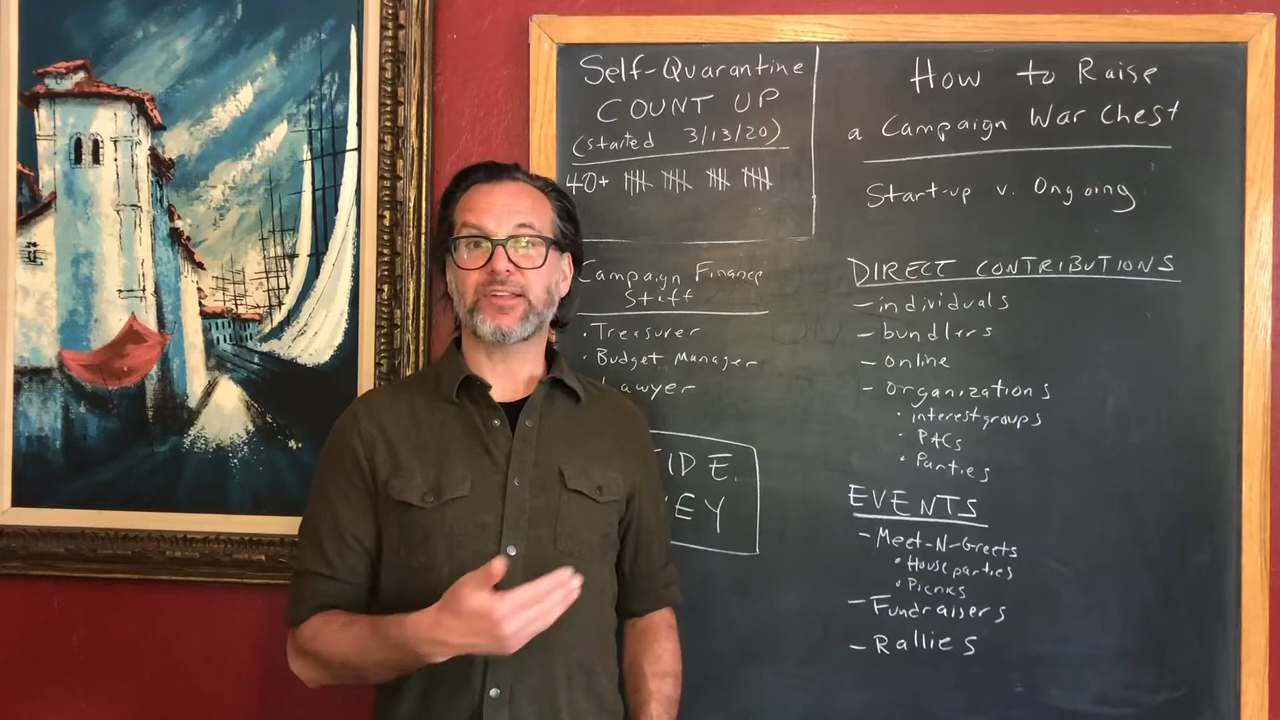 Self-Quarantine
COUNT UP
(started 3/13/20)
40+
Campaign Finance
Staff
· Treasurer
· Budget Manager
How to Raise
a Campaign War Chest
Start-up v. Ongoing
DIRECT CONTRIBUTIONS
- individuals
- bundlers
- online
- organizations
· interest groups
· PACs
· Parties
EVENTS
- Meet-N-Greets
· House parties
· Picnics
- Fundraisers
- Rallies